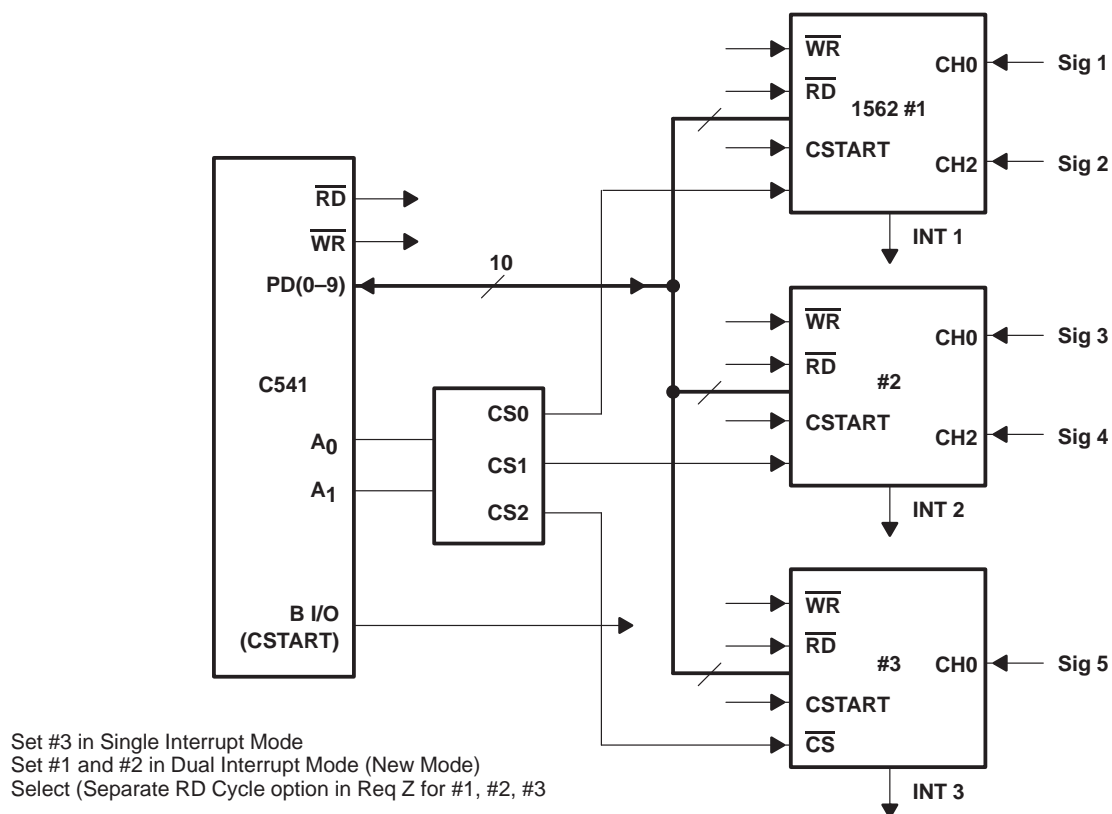 WR
CH0
Sig 1
RD
1562 #1
CSTART
CH2
Sig 2
INT 1
RD
WR
PD(0–9)
10
C541
A0
A1
B I/O
(CSTART)
CS0
CS1
CS2
WR
CH0
Sig 3
RD
#2
CSTART
CH2
Sig 4
INT 2
WR
RD
#3
CH0
Sig 5
CSTART
CS
INT 3
Set #3 in Single Interrupt Mode
Set #1 and #2 in Dual Interrupt Mode (New Mode)
Select (Separate RD Cycle option in Req Z for #1, #2, #3